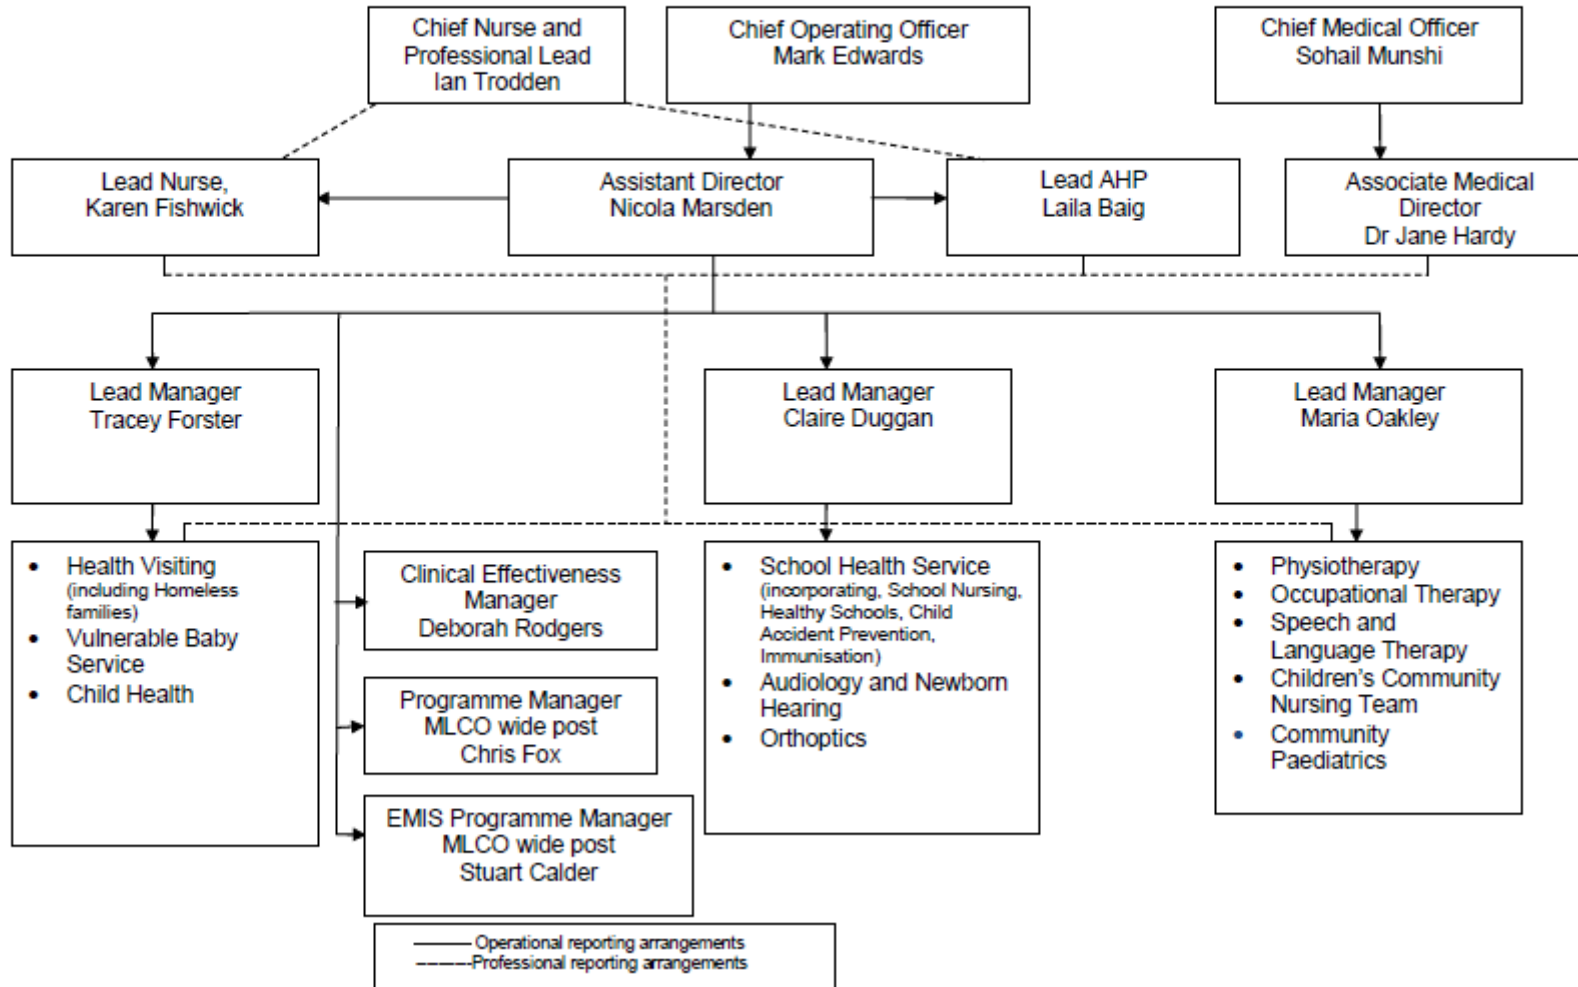 Chief Nurse and
Professional Lead
Ian Trodden
Chief Operating Officer
Mark Edwards
Chief Medical Officer
Sohail Munshi
Lead Nurse,
Karen Fishwick
Assistant Director
Nicola Marsden
Lead AHP
Laila Baig
Associate Medical
Director
Dr Jane Hardy
Lead Manager
Tracey Forster
Lead Manager
Claire Duggan
Lead Manager
Maria Oakley
• Health Visiting
(including Homeless
families)
• Vulnerable Baby
Service
• Child Health
Clinical Effectiveness
Manager
Deborah Rodgers
Programme Manager
MLCO wide post
Chris Fox
EMIS Programme Manager
MLCO wide post
Stuart Calder
• School Health Service
(incorporating, School Nursing,
Healthy Schools, Child
Accident Prevention,
Immunisation)
• Audiology and Newborn
Hearing
• Orthoptics
• Physiotherapy
• Occupational Therapy
• Speech and
Language Therapy
• Children's Community
Nursing Team
• Community
Paediatrics
Operational reporting arrangements
Professional reporting arrangements